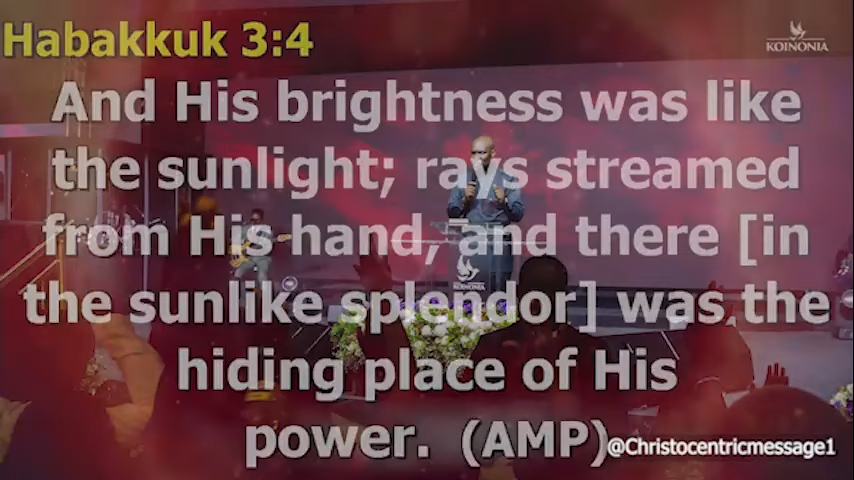 Habakkuk 3:4
KOINONIA
And His brightness was like
the sunlight; rays streamed
from His hand, and there [in
the sunlike splendor] was the
hiding place of His
power. (AMP)
@Christocentricmessage1
KOINONIA